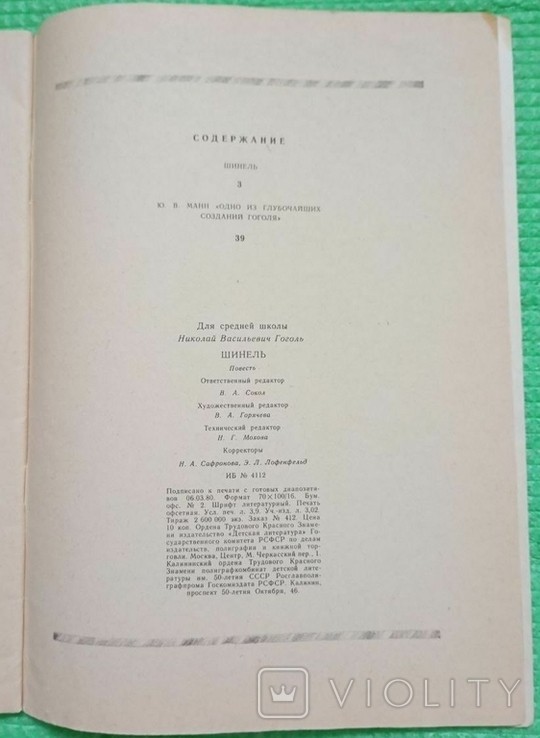 СОДЕРЖАНИЕ
ШИНЕЛЬ
3
Ю. В. МАНН «ОДНО ИЗ ГЛУБОЧАЙШИХ
СОЗДАНИЙ ГОГОЛЯ»
39
Для средней школы
Николай Васильевич Гоголь
ШИНЕЛЬ
Повесть
Ответственный редактор
В. А. Сокол
Художественный редактор
В. А. Горячева
Технический редактор
Н. Г. Мохова
Корректоры
Н. А. Сафронова, Э. Л. Лофенфельд
ИБ № 4112
Подписано к печати с готовых диапозити-
вов 06.03.80. Формат 70×100/16. Бум.
офс. № 2. Шрифт литературный. Печать
офсетная. Усл. печ. л. 3,9. Уч.-изд. л. 3,02.
Тираж 2 600 000 экз. Заказ № 412. Цена
10 коп. Ордена Трудового Красного Знаме-
ни издательство «Детская литература» Го-
сударственного комитета РСФСР по делам
издательств, полиграфии и книжной тор-
говли. Москва, Центр, М. Черкасский пер., 1.
Калининский ордена Трудового Красного
Знамени полиграфкомбинат детской лите-
ратуры им. 50-летия СССР Росглавполи-
графпрома Госкомиздата РСФСР. Калинин,
проспект 50-летия Октября, 46.
VIOLITY